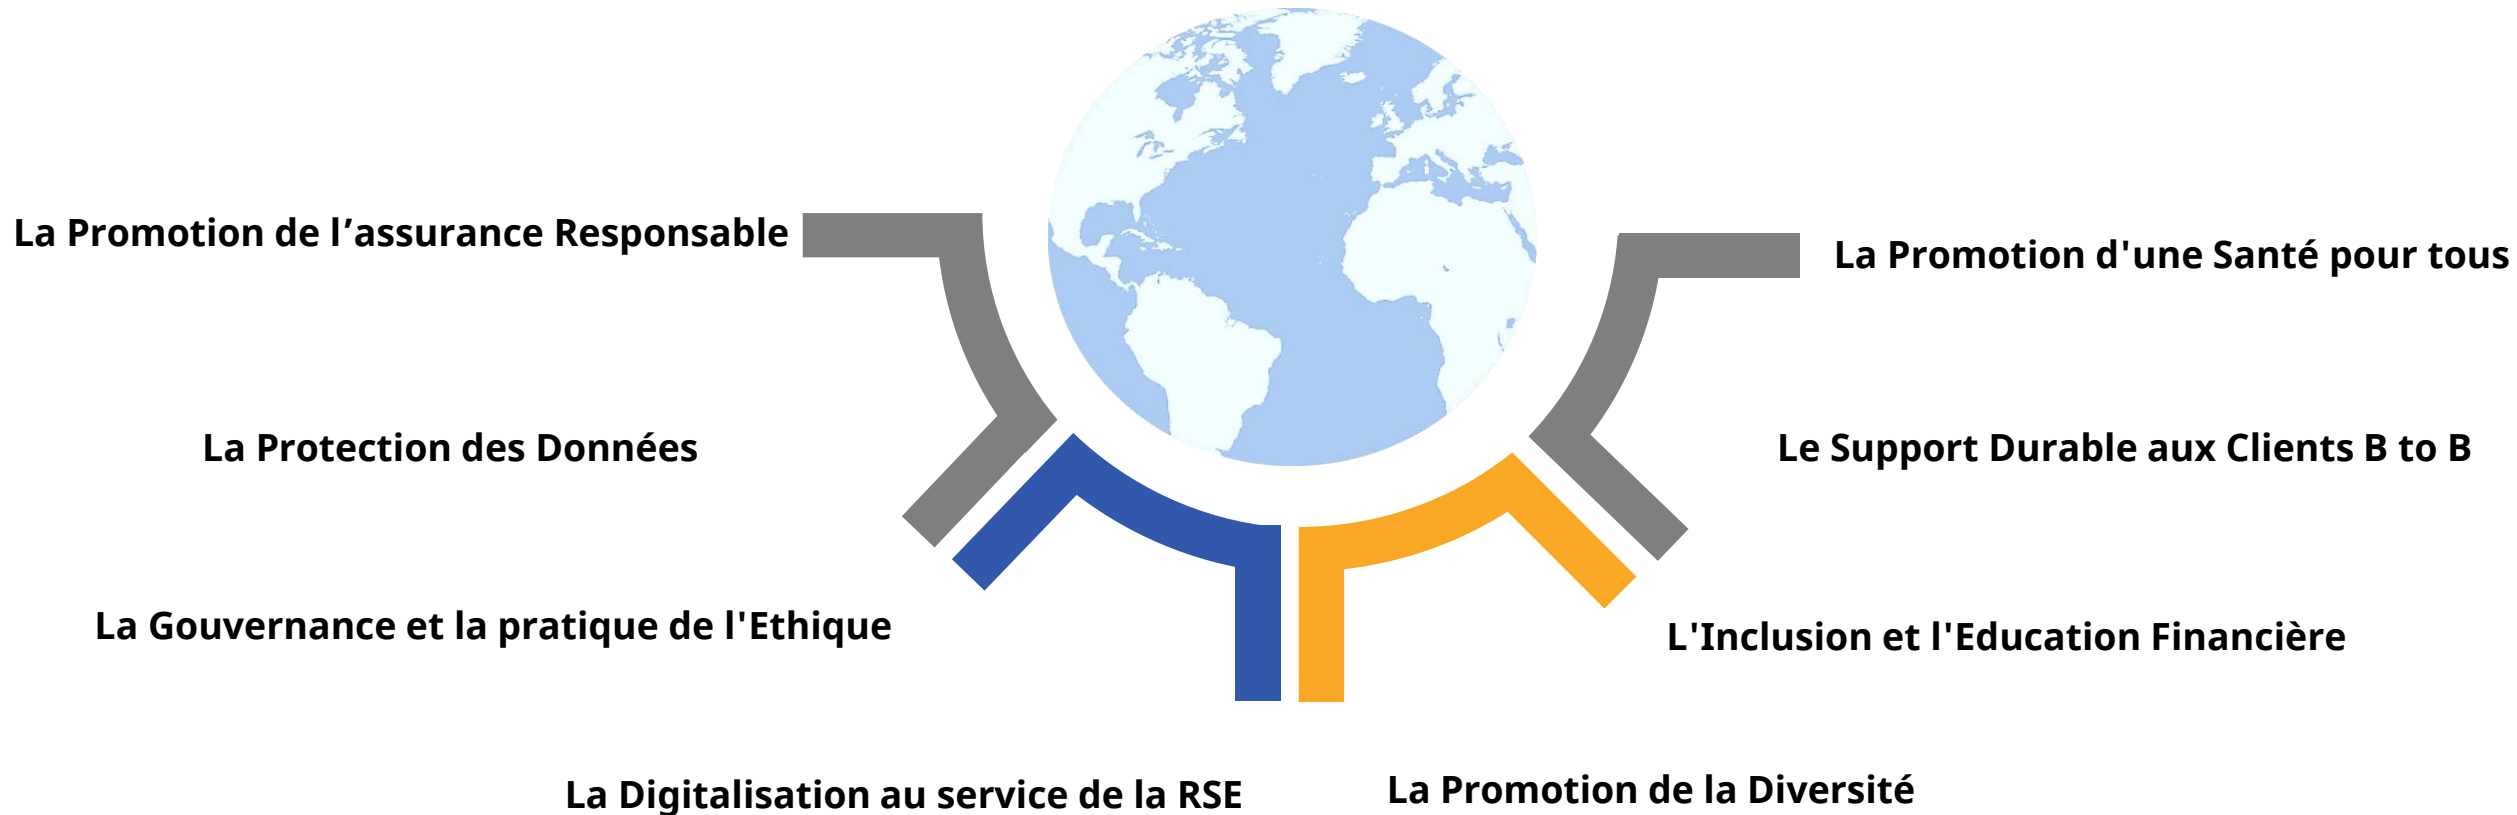 La Promotion de l’assurance Responsable
La Promotion d'une Santé pour tous
La Protection des Données
Le Support Durable aux Clients B to B
La Gouvernance et la pratique de l'Ethique
L'Inclusion et l'Education Financière
La Digitalisation au service de la RSE
La Promotion de la Diversité